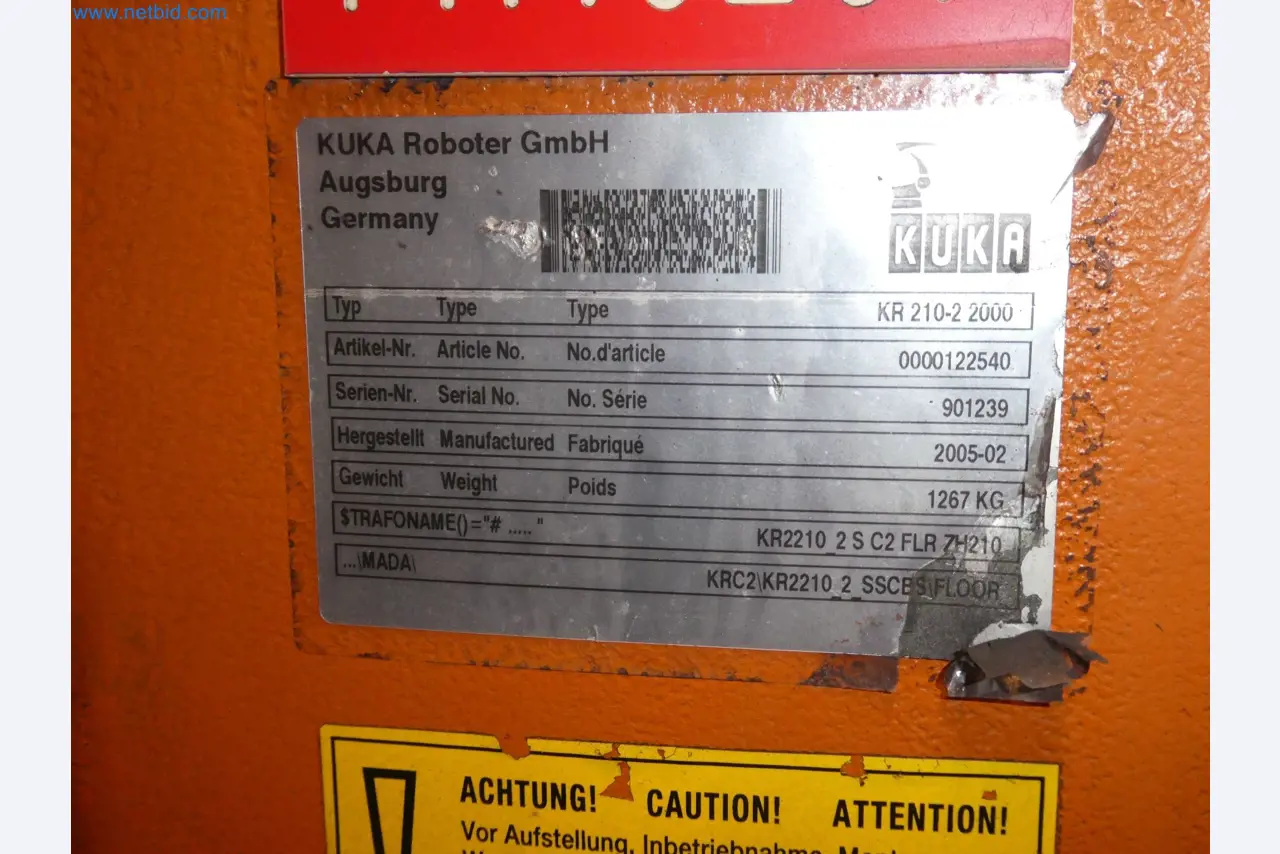 www.netbid.com
KUKA Roboter GmbH
Augsburg
Germany
KUKA
Typ Type Type KR 210-2 2000
Artikel-Nr. Article No. No.d'article 0000122540
Serien-Nr. Serial No. No. Série 901239
Hergestellt Manufactured Fabriqué 2005-02
Gewicht Weight Poids 1267 KG
$TRAFONAME()="# ....." KR2210_2 S C2 FLR ZH210
...\MADA\ KRC2\KR2210_2_SSCBS\FLOOR
! ACHTUNG! CAUTION! ATTENTION!
Vor Aufstellung, Inbetriebnahme,